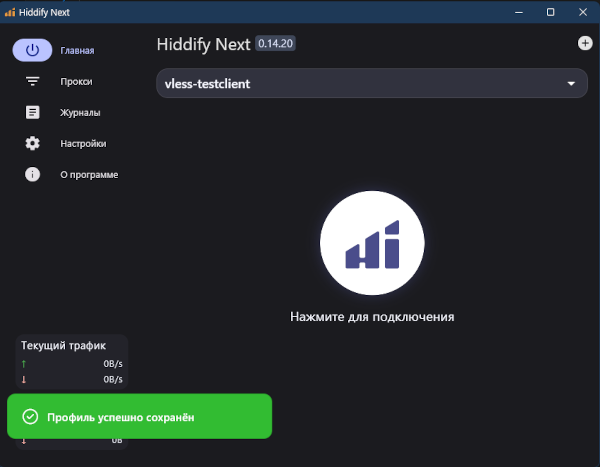 Hiddify Next
Главная
Прокси
Журналы
Настройки
О программе
Hiddify Next 0.14.20
vless-testclient
Hi
Нажмите для подключения
Текущий трафик
↑ 0B/s
↓ 0B/s
Профиль успешно сохранён
↓ 0B